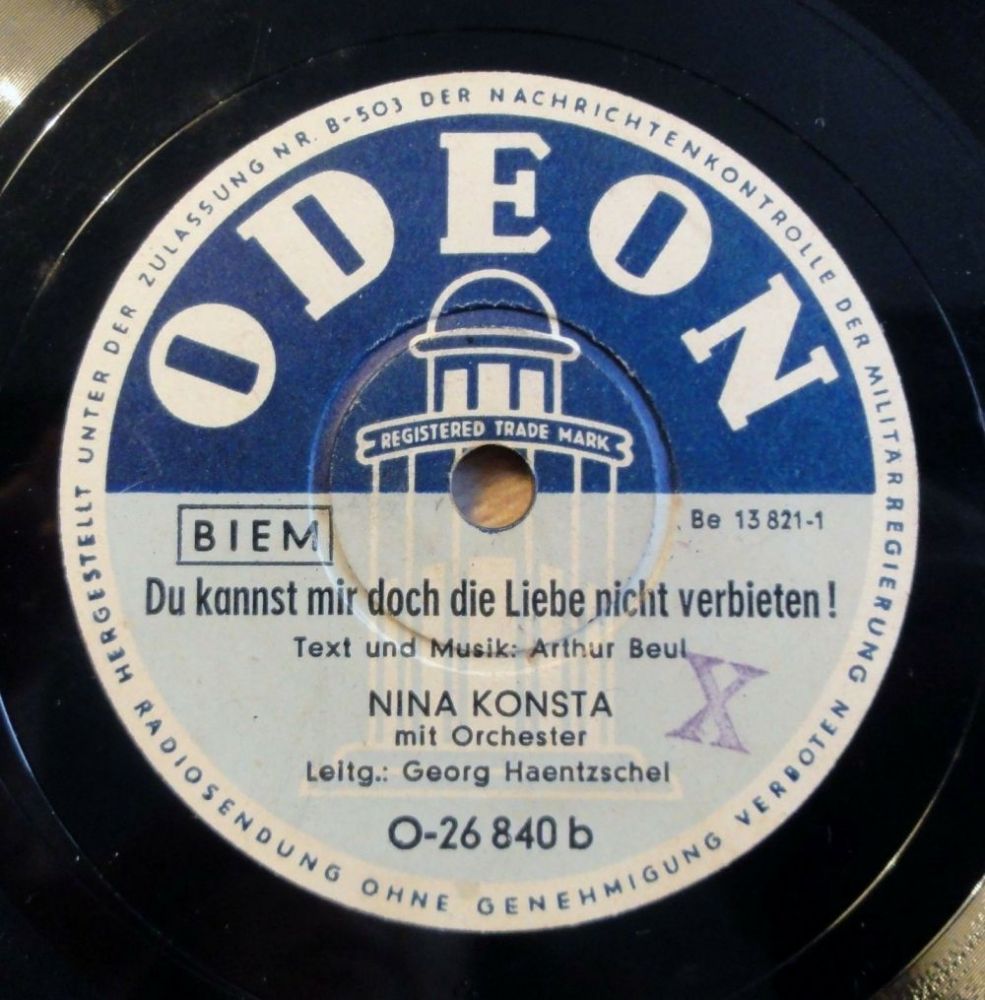 HERGESTELLT UNTER DER ZULASSUNG NR. B-503 DER NACHRICHTENKONTROLLE DER MILITARREGIERUNG
ODEON
REGISTERED TRADE MARK
BIEM
Be 13 821-1
Du kannst mir doch die Liebe nicht verbieten!
Text und Musik: Arthur Beul
X
NINA KONSTA
mit Orchester
Leitg.: Georg Haentzschel
O-26 840 b
RADIOSENDUNG OHNE GENEHMIGUNG VERBOTEN